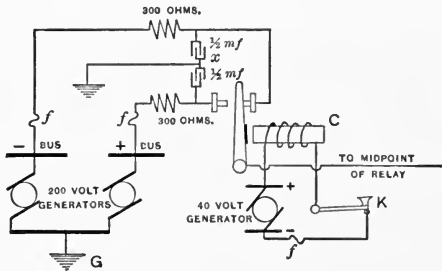 300 OHMS.
½ mf
x
½ mf
f
f
300 OHMS.
C
− BUS
+ BUS
TO MIDPOINT
OF RELAY
200 VOLT
GENERATORS
+
40 VOLT
GENERATOR
K
−
f
G